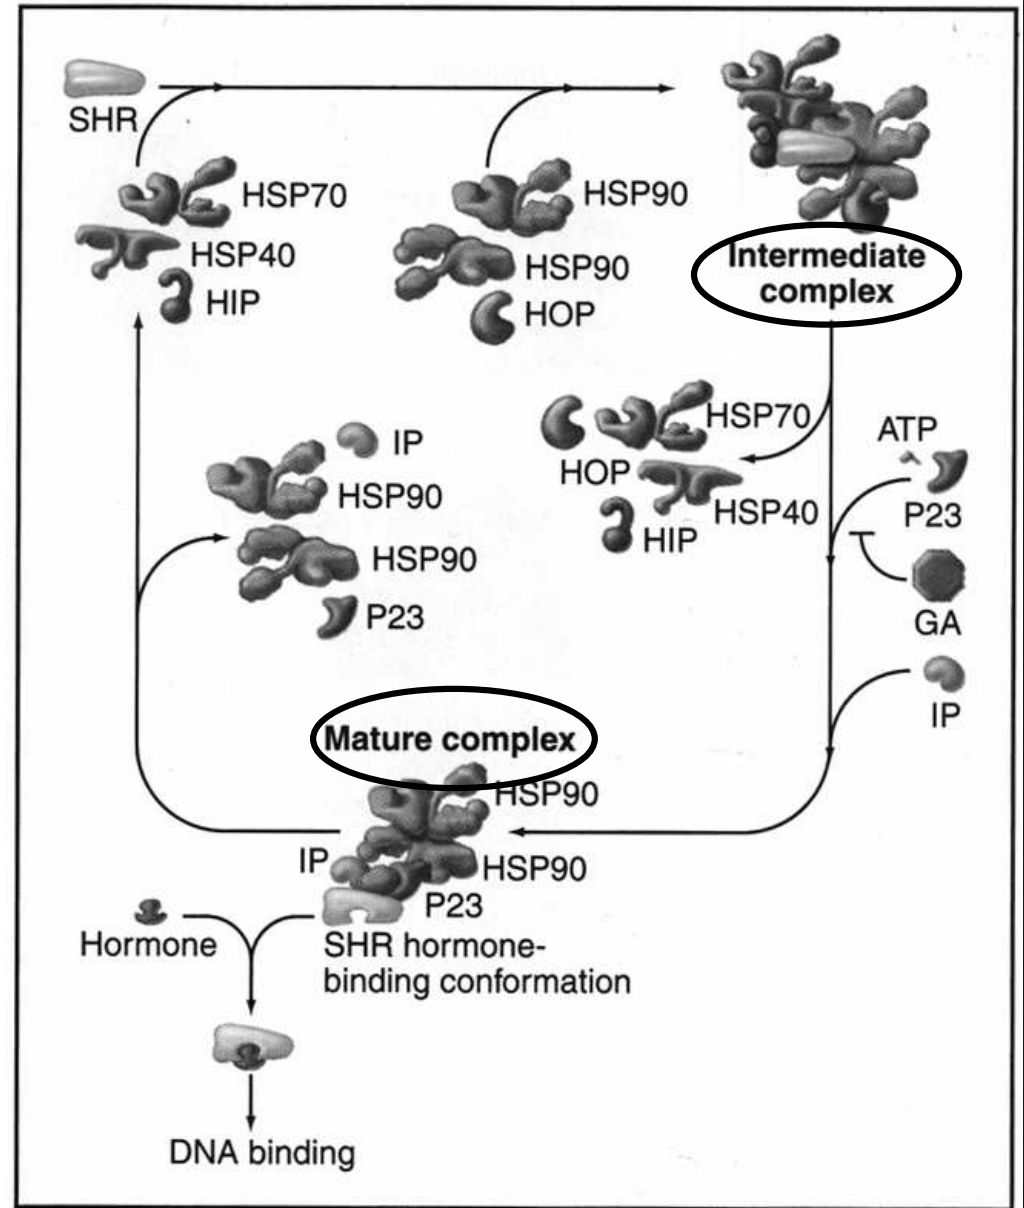 SHR
HSP70
HSP40
HIP
HSP90
HSP90
HOP
Intermediate
complex
HSP70
HOP
HSP40
HIP
ATP
P23
GA
IP
IP
HSP90
HSP90
P23
Mature complex
HSP90
IP
HSP90
P23
Hormone
SHR hormone-
binding conformation
DNA binding